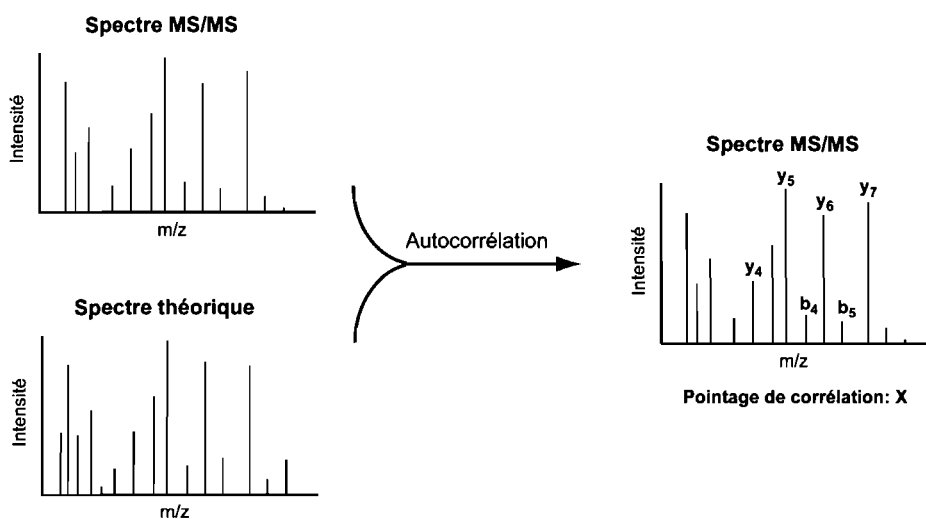 Spectre MS/MS
Intensité
m/z
Autocorrélation
Spectre théorique
Intensité
m/z
Spectre MS/MS
y5
y7
y6
y4
b4
b5
Intensité
m/z
Pointage de corrélation: X